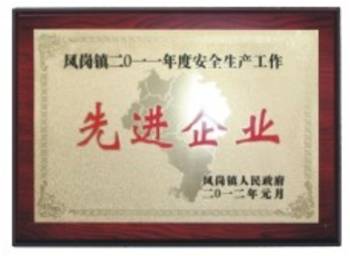 凤岗镇二〇一一年度安全生产工作
先进企业
凤岗镇人民政府
二〇一二年元月